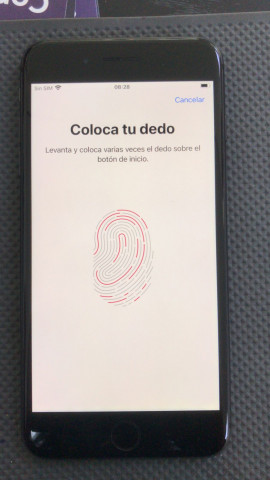 Sin SIM
08:28
Cancelar
Coloca tu dedo
Levanta y coloca varias veces el dedo sobre el
botón de inicio.